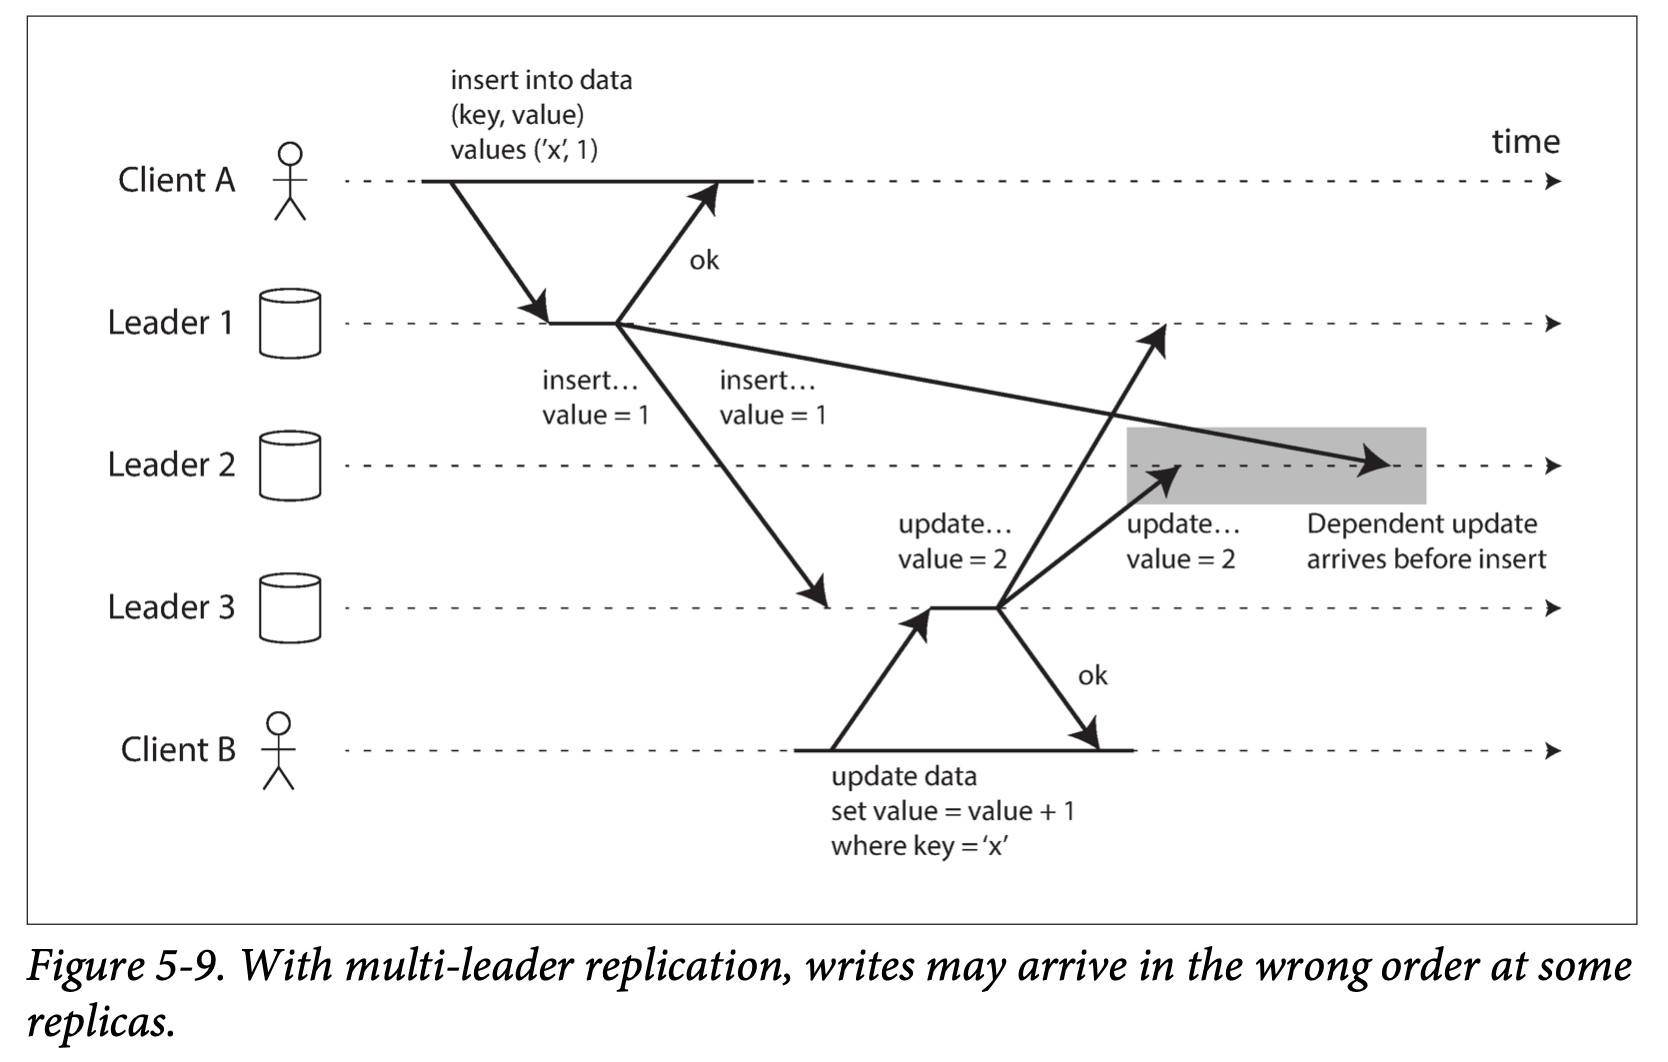 insert into data
(key, value)
values (‘x’, 1)
time
Client A
ok
Leader 1
insert…
value = 1
insert…
value = 1
Leader 2
update…
value = 2
update…
value = 2
Dependent update
arrives before insert
Leader 3
ok
Client B
update data
set value = value + 1
where key = ‘x’
Figure 5-9. With multi-leader replication, writes may arrive in the wrong order at some
replicas.